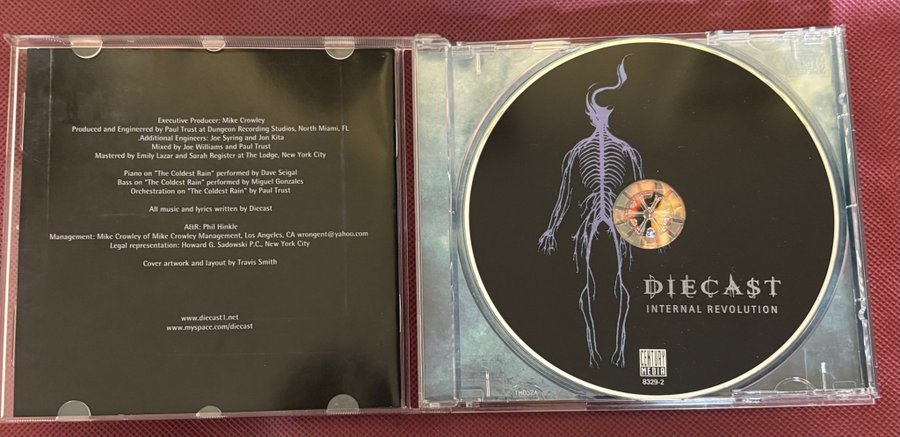 Executive Producer: Mike Crowley
Produced and Engineered by Paul Trust at Dungeon Recording Studios, North Miami, FL
Additional Engineers: Joe Syring and Jon Kita
Mixed by Joe Williams and Paul Trust
Mastered by Emily Lazar and Sarah Register at The Lodge, New York City
Piano on "The Coldest Rain" performed by Dave Seigal
Bass on "The Coldest Rain" performed by Miguel Gonzales
Orchestration on "The Coldest Rain" by Paul Trust
All music and lyrics written by Diecast
A&R: Phil Hinkle
Management: Mike Crowley of Mike Crowley Management, Los Angeles, CA wrongent@yahoo.com
Legal representation: Howard G. Sadowski P.C., New York City
Cover artwork and layout by Travis Smith
www.diecast1.net
www.myspace.com/diecast
DIECAST
INTERNAL REVOLUTION
CENTURY
MEDIA
8329-2